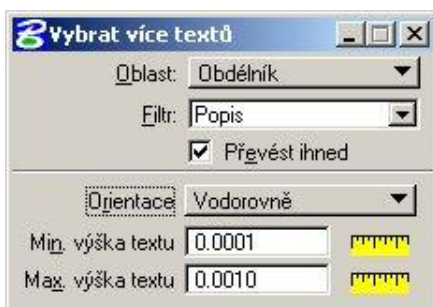 Vybrat více textů
Oblast: Obdélník
Filtr: Popis
Převést ihned
Orientace Vodorovně
Min. výška textu 0.0001
Max. výška textu 0.0010